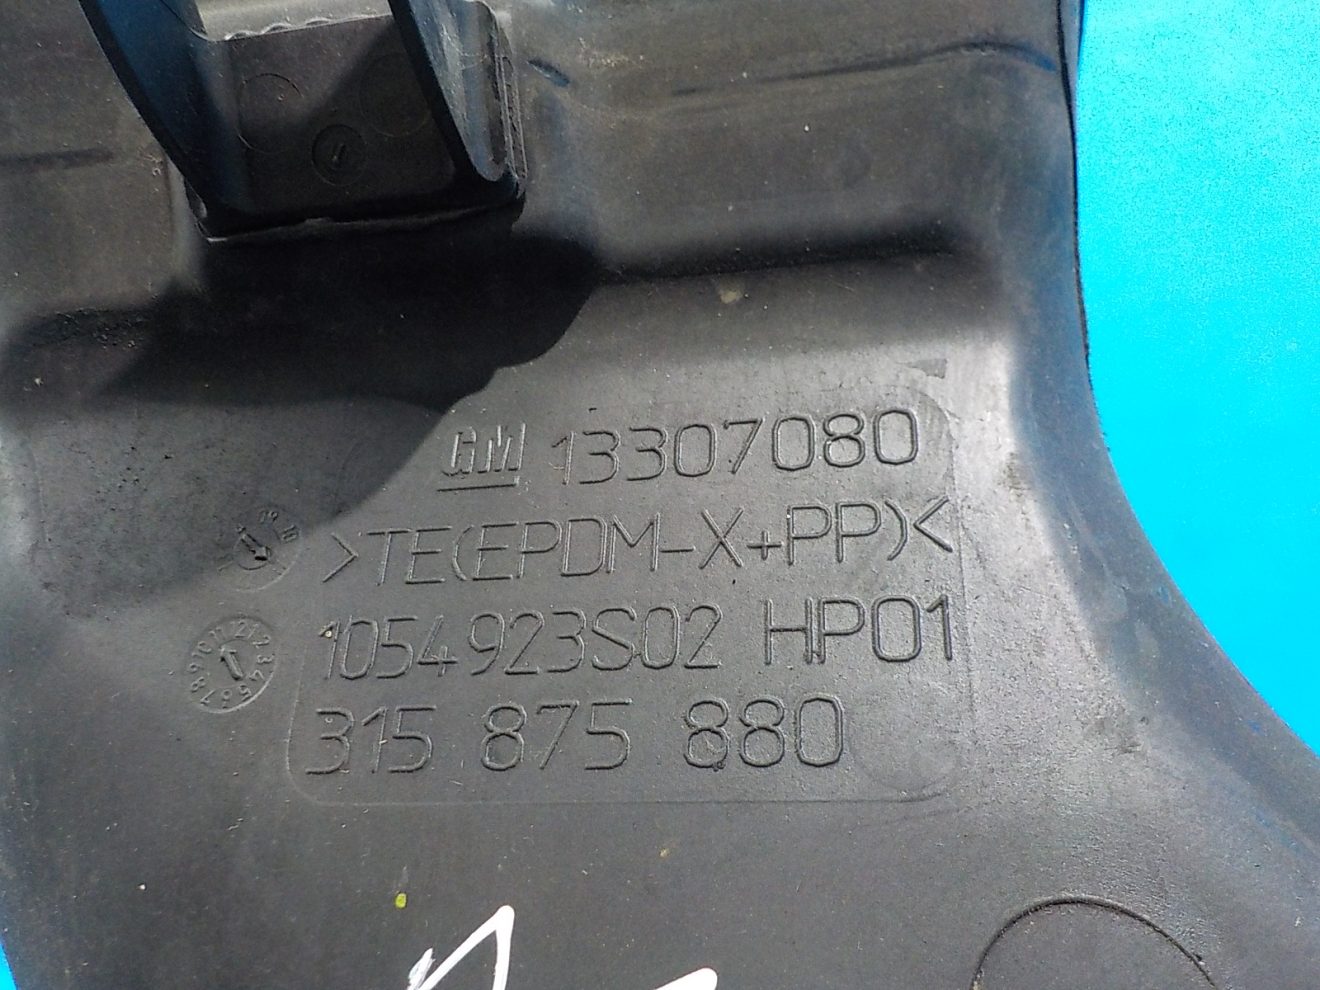 GM 13307080
>TE(EPDM-X+PP)<
1054923S02 HP01
315 875 880